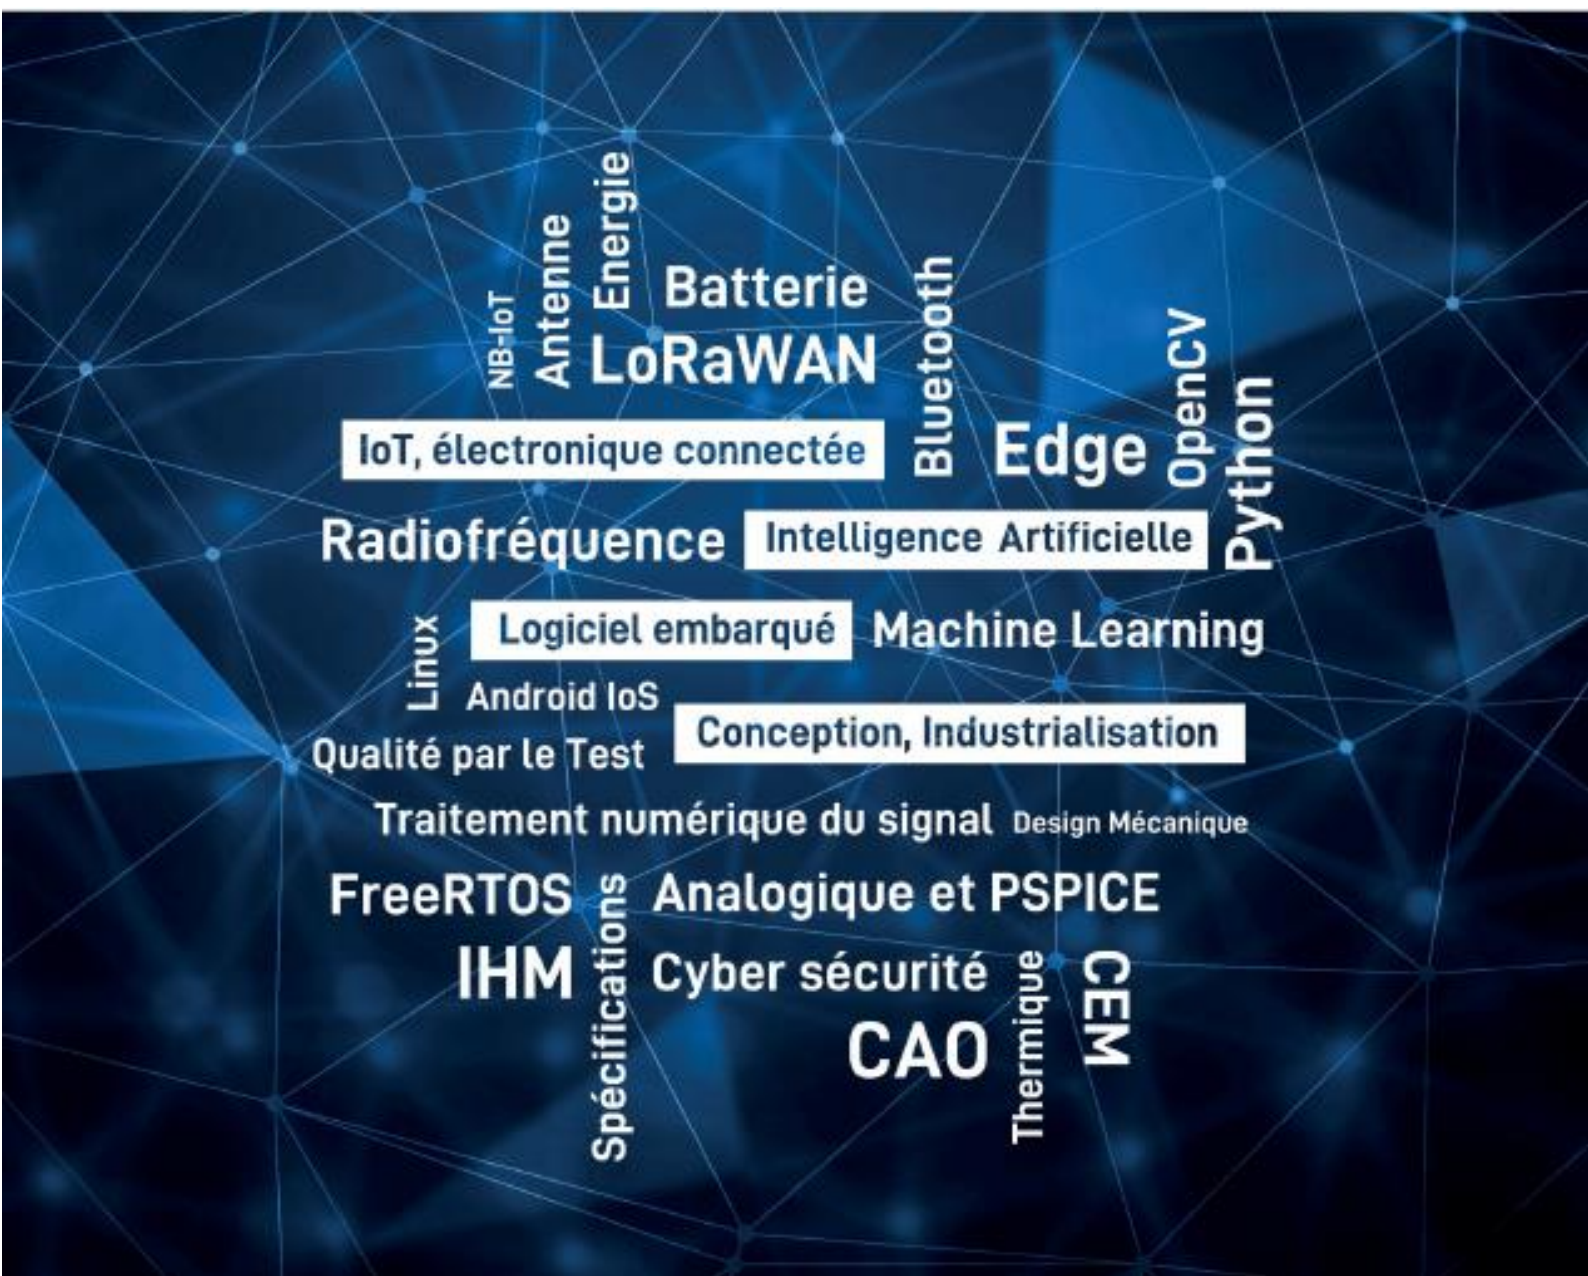 Energie
Antenne
NB-IoT
Batterie
LoRaWAN
Bluetooth
OpenCV
Python
IoT, électronique connectée
Edge
Radiofréquence
Intelligence Artificielle
Linux
Logiciel embarqué
Machine Learning
Android IoS
Conception, Industrialisation
Qualité par le Test
Traitement numérique du signal
Design Mécanique
FreeRTOS
Spécifications
Analogique et PSPICE
IHM
Cyber sécurité
Thermique
CEM
CAO